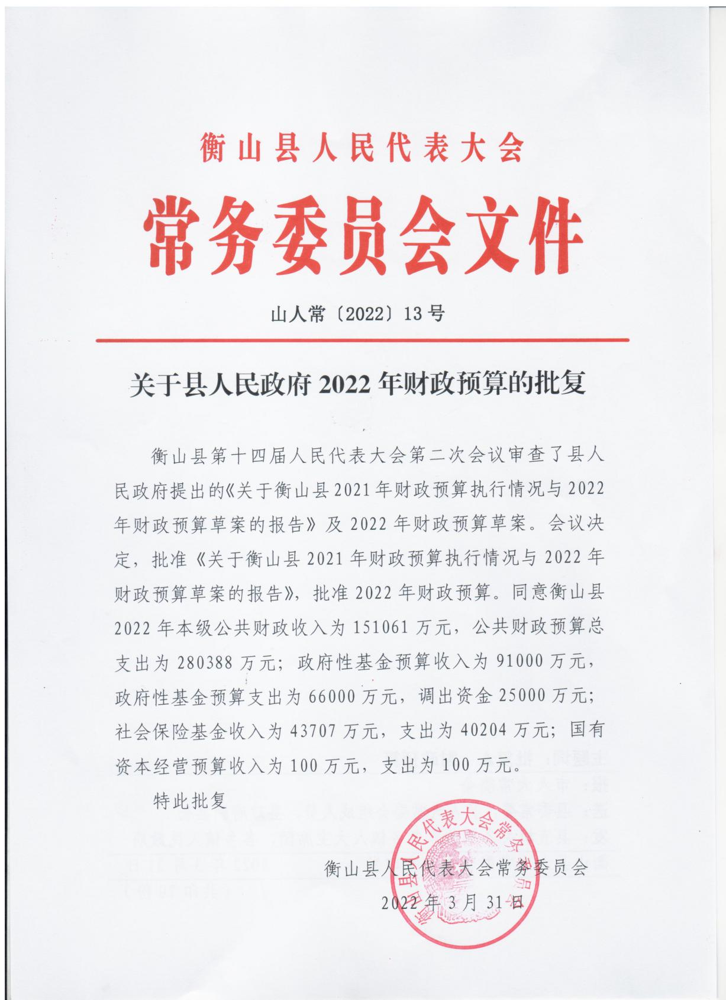 衡山县人民代表大会
常务委员会文件
山人常〔2022〕13号
关于县人民政府2022年财政预算的批复
衡山县第十四届人民代表大会第二次会议审查了县人
民政府提出的《关于衡山县2021年财政预算执行情况与2022
年财政预算草案的报告》及2022年财政预算草案。会议决
定，批准《关于衡山县2021年财政预算执行情况与2022年
财政预算草案的报告》，批准2022年财政预算。同意衡山县
2022年本级公共财政收入为151061万元，公共财政预算总
支出为280388万元；政府性基金预算收入为91000万元，
政府性基金预算支出为66000万元，调出资金25000万元；
社会保险基金收入为43707万元，支出为40204万元；国有
资本经营预算收入为100万元，支出为100万元。
特此批复
衡山县人民代表大会常务委员会
衡山县人民代表大会常务委员会
2022年3月31日